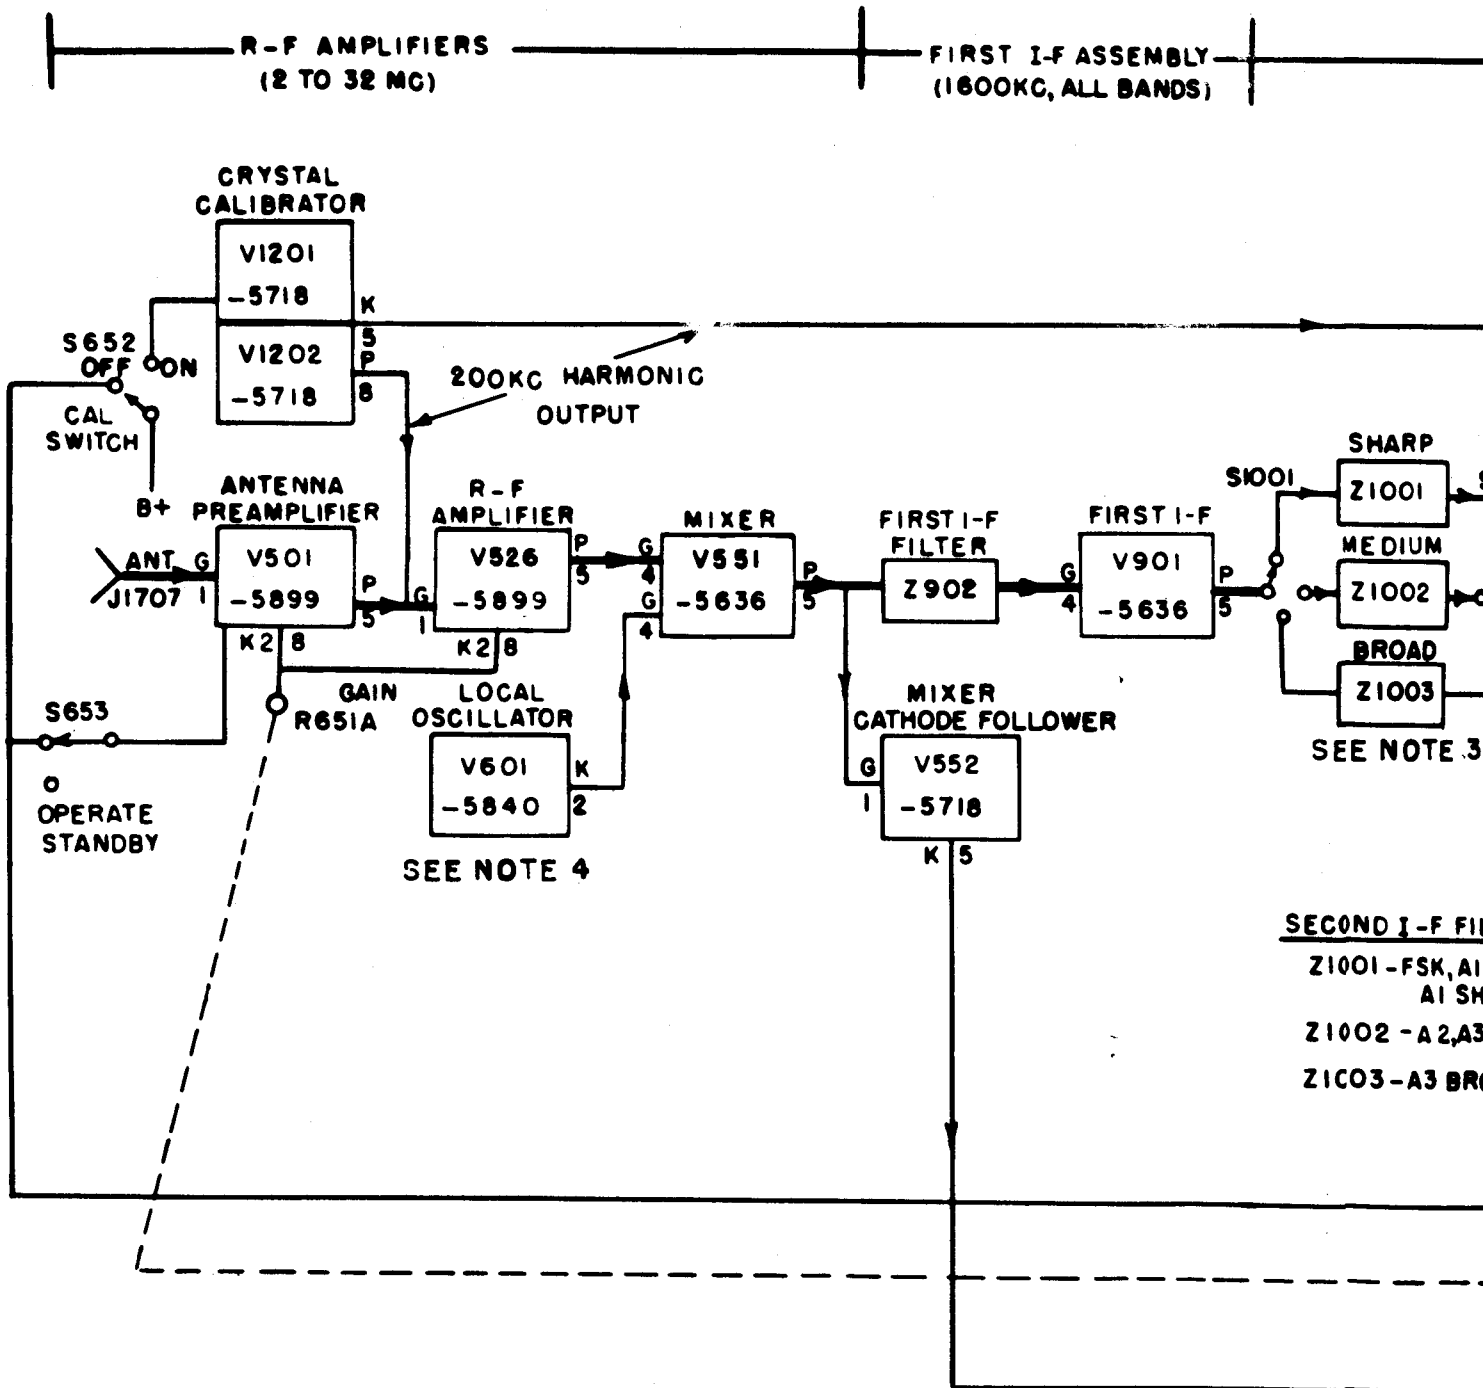 R-F AMPLIFIERS
(2 TO 32 MC)
FIRST I-F ASSEMBLY
(1600KC, ALL BANDS)
CRYSTAL
CALIBRATOR
V1201
-5718
K
5
V1202
-5718
P
8
S652
OFF
ON
CAL
SWITCH
B+
200KC HARMONIC
OUTPUT
ANTENNA
PREAMPLIFIER
ANT
J1707
G
1
V501
-5899
P
5
K2 8
R-F
AMPLIFIER
G
1
V526
-5899
P
5
K2 8
MIXER
G
4
G
4
V551
-5636
P
5
FIRST I-F
FILTER
Z902
FIRST I-F
G
4
V901
-5636
P
5
S1001
SHARP
Z1001
MEDIUM
Z1002
BROAD
Z1003
SEE NOTE 3
GAIN
R651A
S653
OPERATE
STANDBY
LOCAL
OSCILLATOR
V601
-5840
K
2
SEE NOTE 4
MIXER
CATHODE FOLLOWER
G
1
V552
-5718
K 5
SECOND I-F
Z1001-FSK, A1
A1
Z1002-A2,A3
Z1003-A3